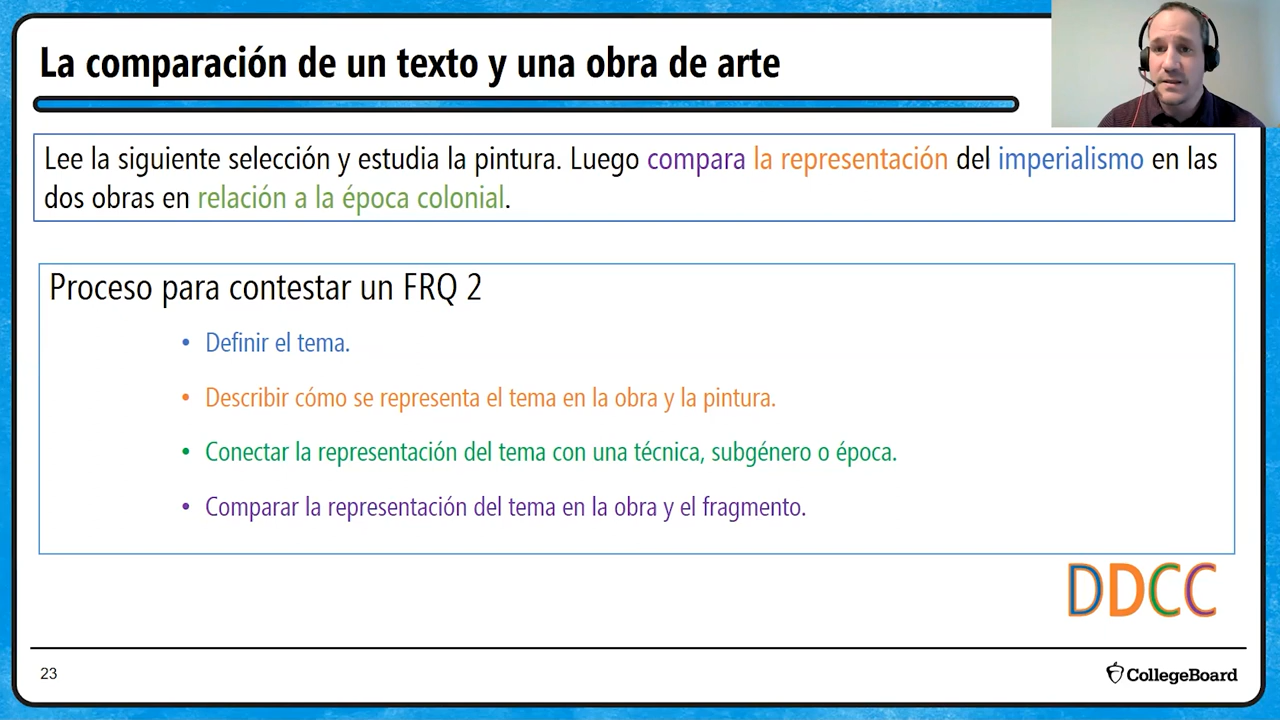 La comparación de un texto y una obra de arte
Lee la siguiente selección y estudia la pintura. Luego compara la representación del imperialismo en las
dos obras en relación a la época colonial.
Proceso para contestar un FRQ 2
• Definir el tema.
• Describir cómo se representa el tema en la obra y la pintura.
• Conectar la representación del tema con una técnica, subgénero o época.
• Comparar la representación del tema en la obra y el fragmento.
DDCC
23
CollegeBoard